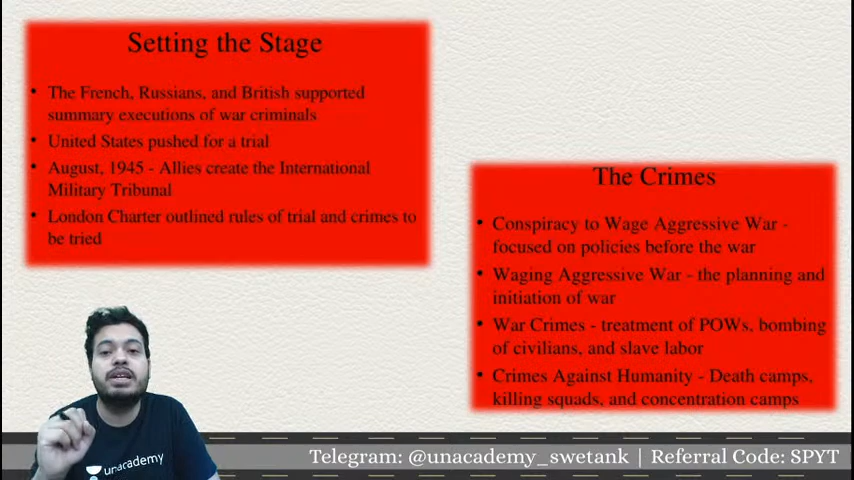 Setting the Stage
• The French, Russians, and British supported
summary executions of war criminals
• United States pushed for a trial
• August, 1945 - Allies create the International
Military Tribunal
• London Charter outlined rules of trial and crimes to
be tried
The Crimes
• Conspiracy to Wage Aggressive War -
focused on policies before the war
• Waging Aggressive War - the planning and
initiation of war
• War Crimes - treatment of POWs, bombing
of civilians, and slave labor
• Crimes Against Humanity - Death camps,
killing squads, and concentration camps
unacademy
Telegram: @unacademy_swetank | Referral Code: SPYT